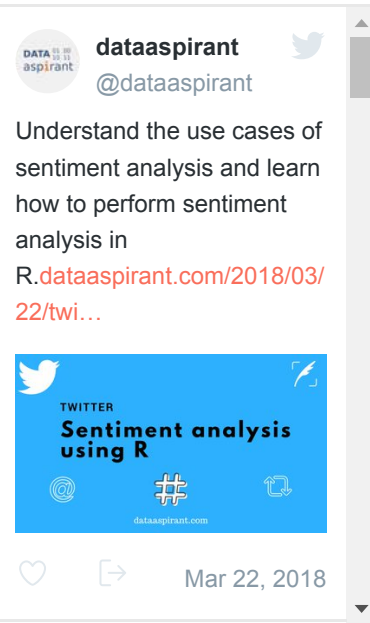 DATA
aspirant
dataaspirant
@dataaspirant
Understand the use cases of
sentiment analysis and learn
how to perform sentiment
analysis in
R.dataaspirant.com/2018/03/
22/twi…
TWITTER
Sentiment analysis
using R
@
#
dataaspirant.com
Mar 22, 2018